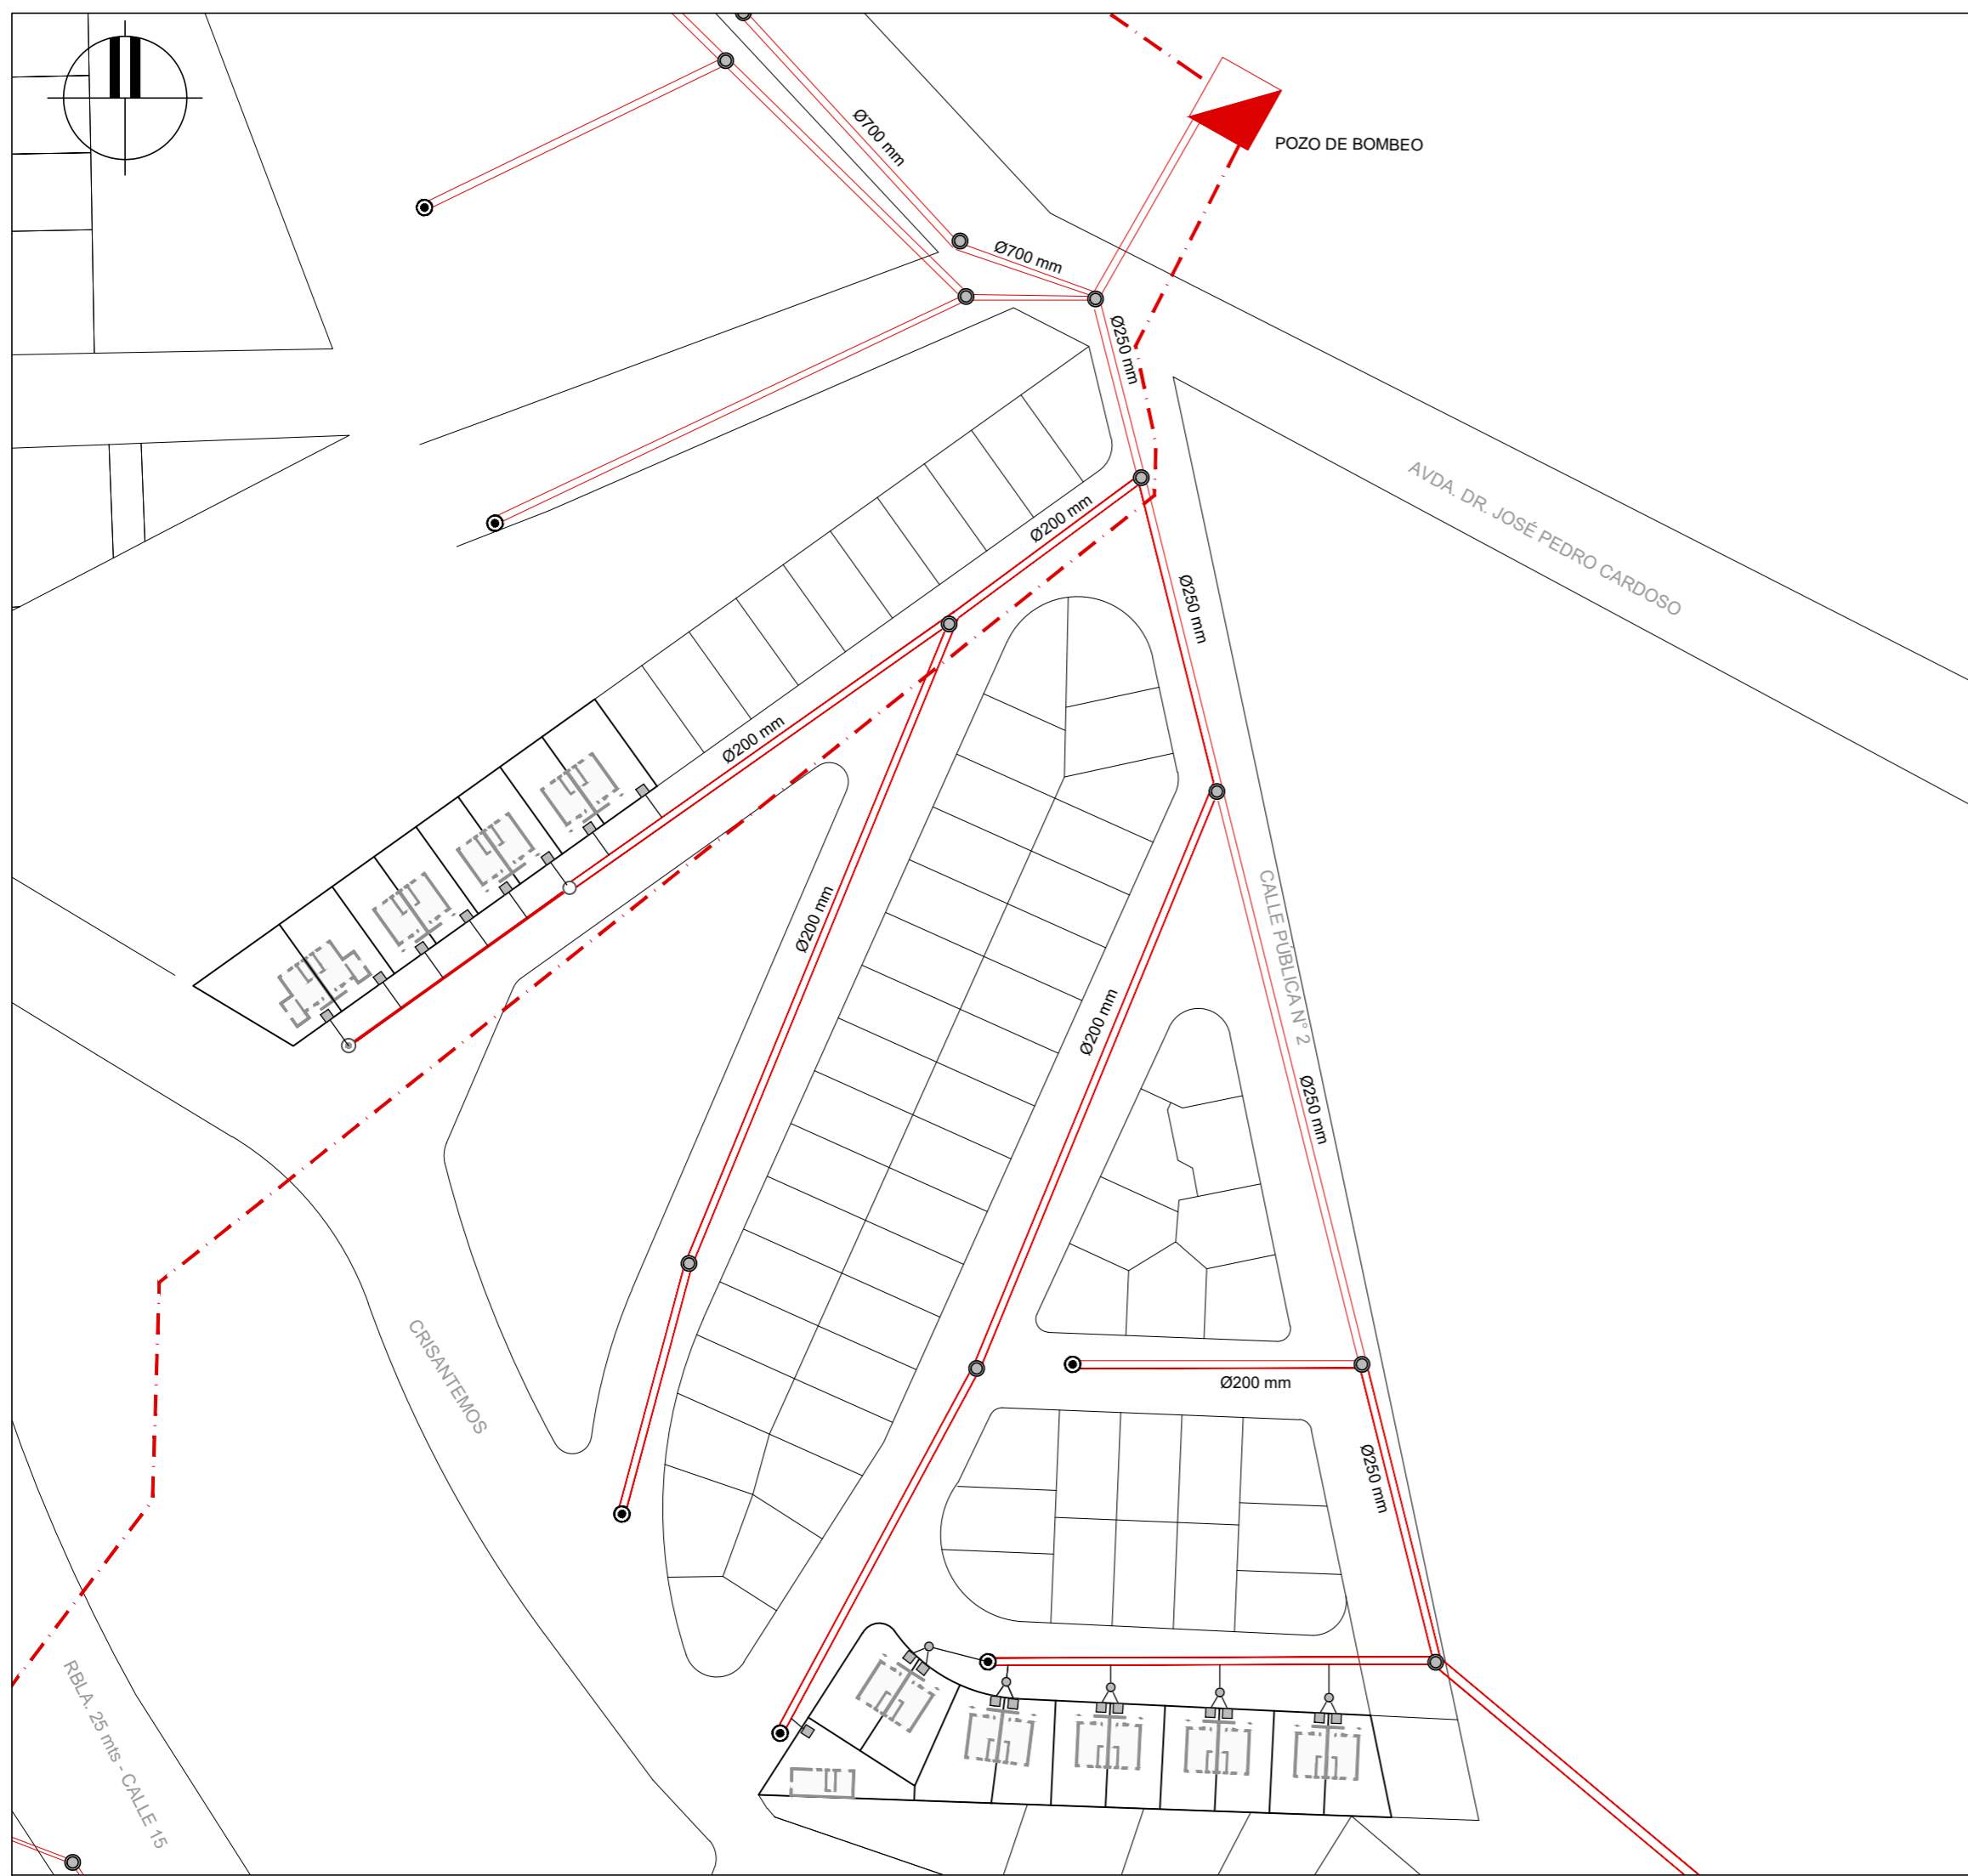 Ø700 mm
POZO DE BOMBEO
Ø700 mm
Ø250 mm
AVDA. DR. JOSÉ PEDRO CARDOSO
Ø200 mm
Ø250 mm
Ø200 mm
Ø200 mm
CALLE PÚBLICA N° 2
Ø200 mm
Ø250 mm
CRISANTEMOS
Ø200 mm
Ø250 mm
RBLA. 25 mts - CALLE 15